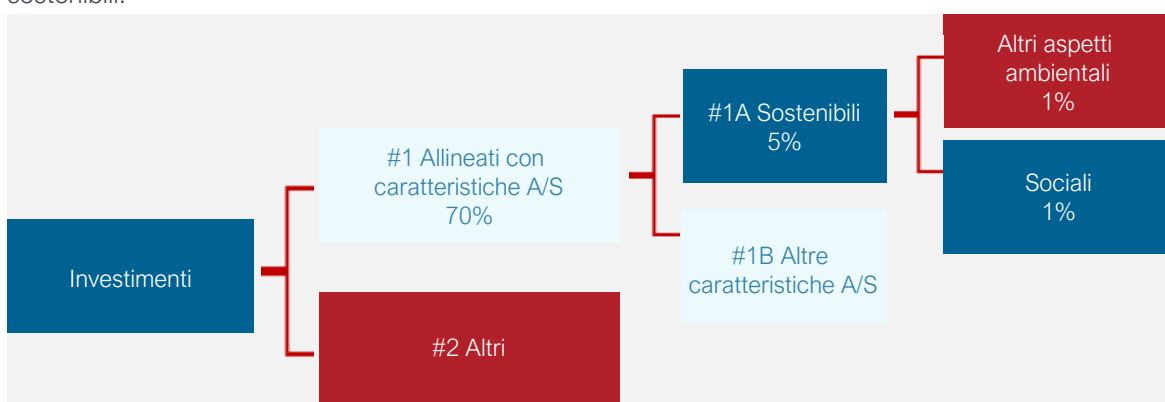 sostenibili.
Altri aspetti
ambientali
1%
#1A Sostenibili
5%
#1 Allineati con
caratteristiche A/S
70%
Sociali
1%
#1B Altre
caratteristiche A/S
Investimenti
#2 Altri